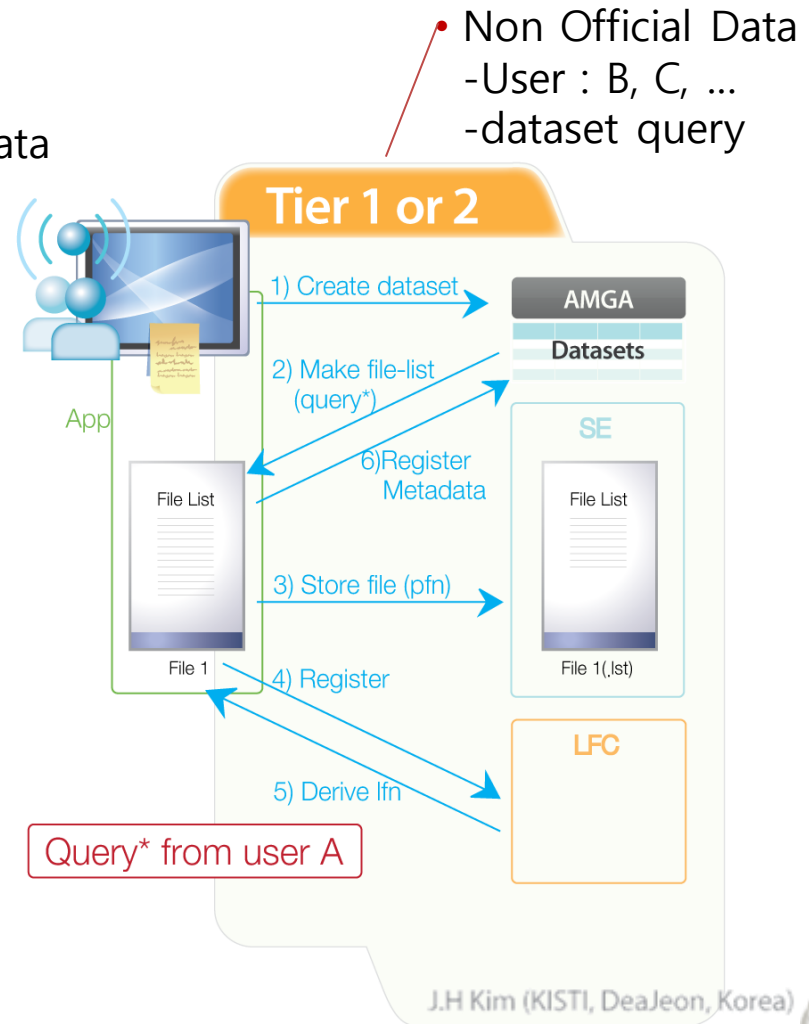 • Non Official Data
-User : B, C, ...
-dataset query
ata
Tier 1 or 2
1) Create dataset
AMGA
Datasets
2) Make file-list
(query*)
App
SE
6)Register
Metadata
File List
File List
3) Store file (pfn)
File 1
File 1(.lst)
4) Register
LFC
5) Derive lfn
Query* from user A
J.H Kim (KISTI, DeaJeon, Korea)